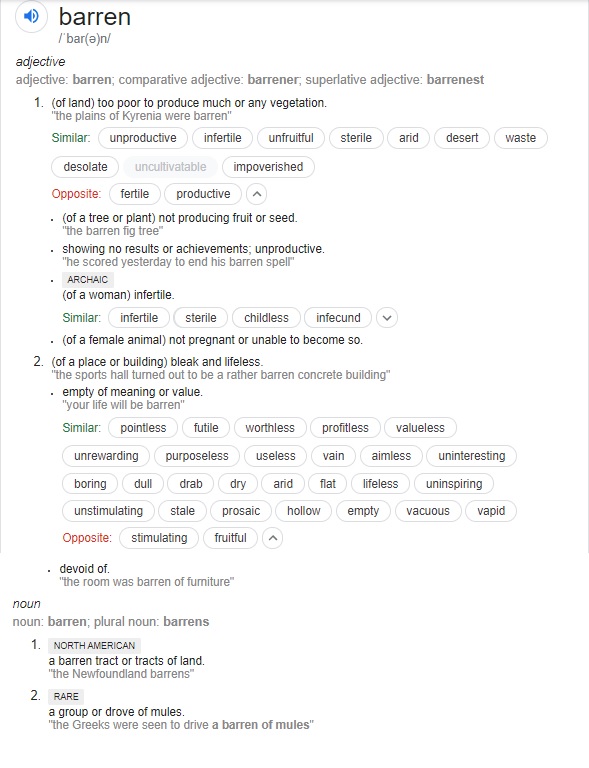 barren
/ˈbar(ə)n/
adjective
adjective: barren; comparative adjective: barrener; superlative adjective: barrenest
1. (of land) too poor to produce much or any vegetation.
"the plains of Kyrenia were barren"
Similar: unproductive infertile unfruitful sterile arid desert waste
desolate uncultivatable impoverished
Opposite: fertile productive
• (of a tree or plant) not producing fruit or seed.
"the barren fig tree"
• showing no results or achievements; unproductive.
"he scored yesterday to end his barren spell"
• ARCHAIC
(of a woman) infertile.
Similar: infertile sterile childless infecund
• (of a female animal) not pregnant or unable to become so.
2. (of a place or building) bleak and lifeless.
"the sports hall turned out to be a rather barren concrete building"
• empty of meaning or value.
"your life will be barren"
Similar: pointless futile worthless profitless valueless
unrewarding purposeless useless vain aimless uninteresting
boring dull drab dry arid flat lifeless uninspiring
unstimulating stale prosaic hollow empty vacuous vapid
Opposite: stimulating fruitful
• devoid of.
"the room was barren of furniture"
noun
noun: barren; plural noun: barrens
1. NORTH AMERICAN
a barren tract or tracts of land.
"the Newfoundland barrens"
2. RARE
a group or drove of mules.
"the Greeks were seen to drive a barren of mules"